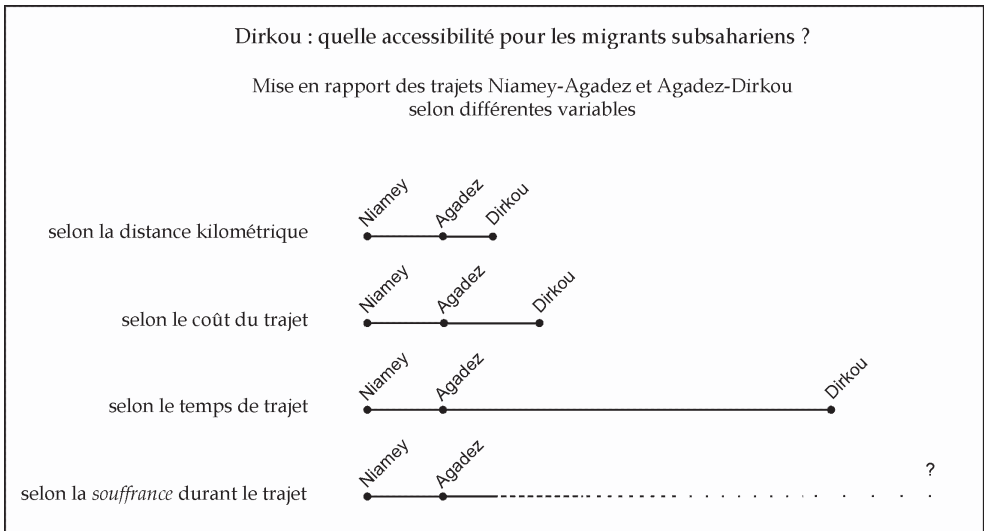 Dirkou : quelle accessibilité pour les migrants subsahariens ?
Mise en rapport des trajets Niamey-Agadez et Agadez-Dirkou
selon différentes variables
Niamey Agadez Dirkou
selon la distance kilométrique
Niamey Agadez Dirkou
selon le coût du trajet
Niamey Agadez Dirkou
selon le temps de trajet
Niamey Agadez ?
selon la souffrance durant le trajet